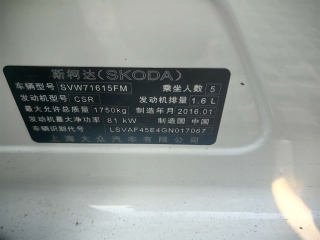 斯柯达(SKODA)
车辆型号 SVW71615FM 乘坐人数 5
发动机型号 CSR 发动机排量 1.6 L
最大允许总质量 1750kg 制造年月 2016.01
发动机最大净功率 81 kW 制造国 中国
车辆识别代号 LSVAF45E4GN017067
上海大众汽车有限公司